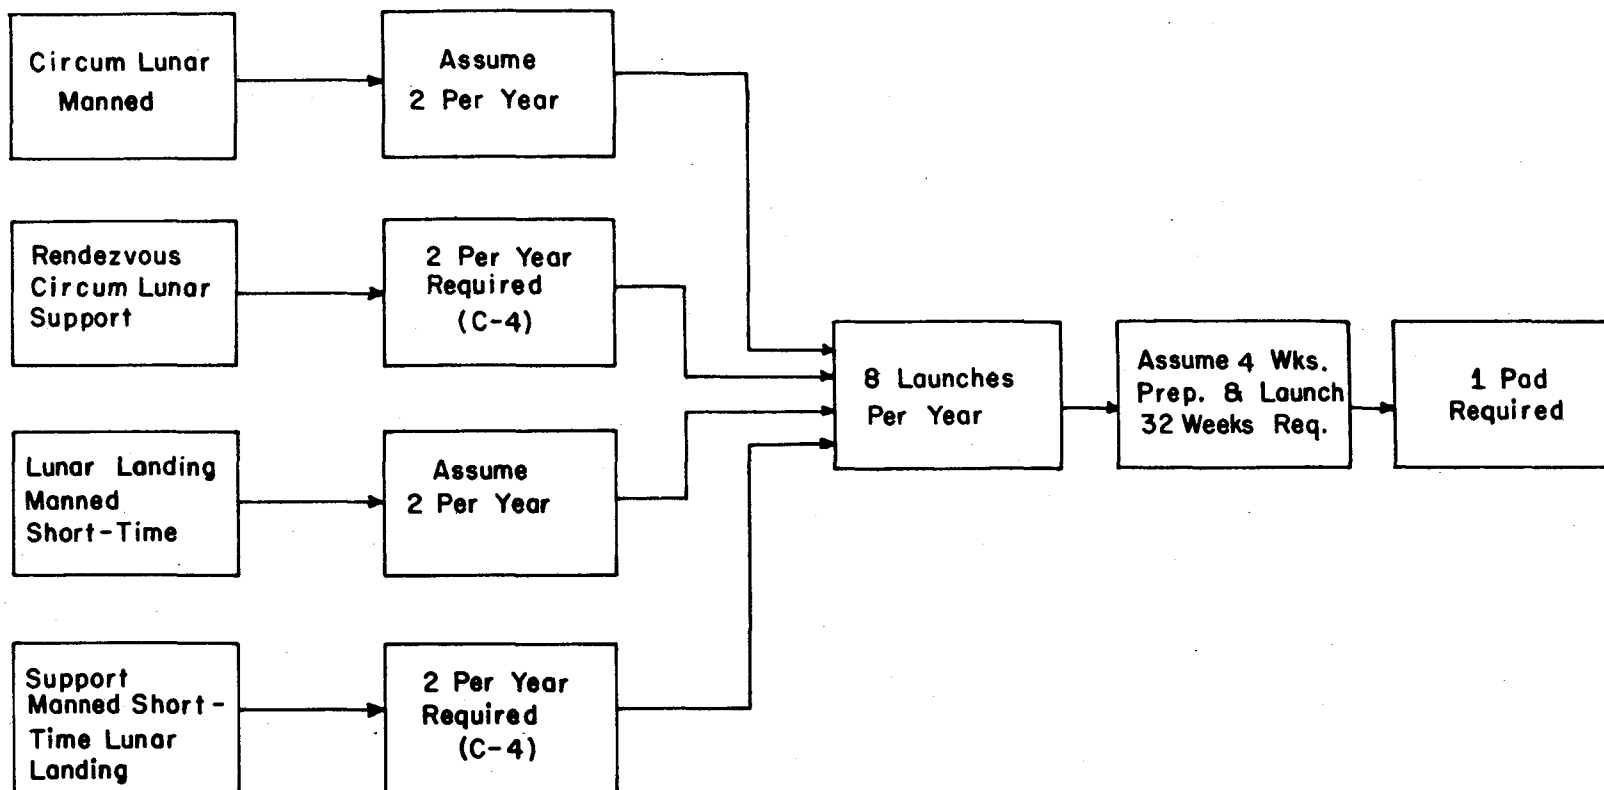 Circum Lunar
Manned
Assume
2 Per Year
Rendezvous
Circum Lunar
Support
2 Per Year
Required
(C-4)
Lunar Landing
Manned
Short-Time
Assume
2 Per Year
Support
Manned Short-
Time Lunar
Landing
2 Per Year
Required
(C-4)
8 Launches
Per Year
Assume 4 Wks.
Prep. & Launch
32 Weeks Req.
1 Pad
Required